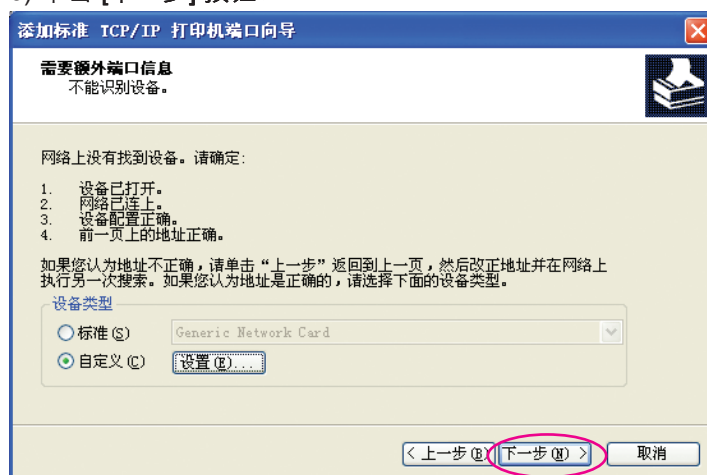 添加标准 TCP/IP 打印机端口向导
需要额外端口信息
不能识别设备。
网络上没有找到设备。请确定:
1. 设备已打开。
2. 网络已连上。
3. 设备配置正确。
4. 前一页上的地址正确。
如果您认为地址不正确，请单击“上一步”返回到上一页，然后改正地址并在网络上
执行另一次搜索。如果您认为地址是正确的，请选择下面的设备类型。
设备类型
标准(S) Generic Network Card
自定义(C) 设置(E)...
< 上一步(B) 下一步(N) > 取消